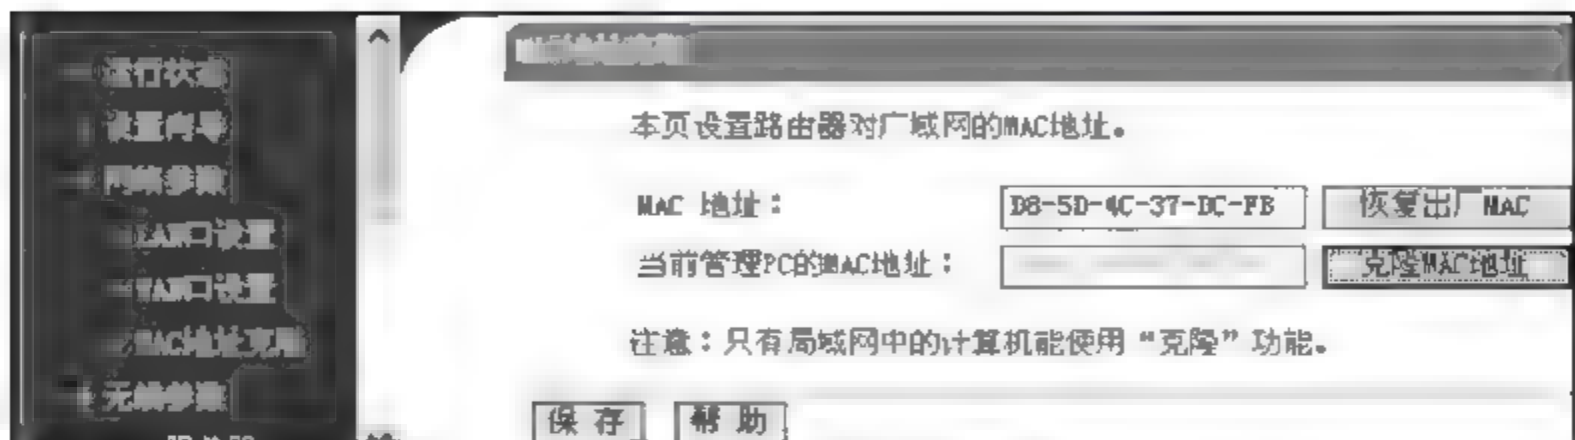 运行状态
设置向导
网络参数
LAN口设置
WAN口设置
MAC地址克隆
无线参数
本页设置路由器对广域网的MAC地址。
MAC 地址： D8-5D-4C-37-DC-FB 恢复出厂 MAC
当前管理PC的MAC地址： 克隆MAC地址
注意：只有局域网中的计算机能使用“克隆”功能。
保 存 帮 助